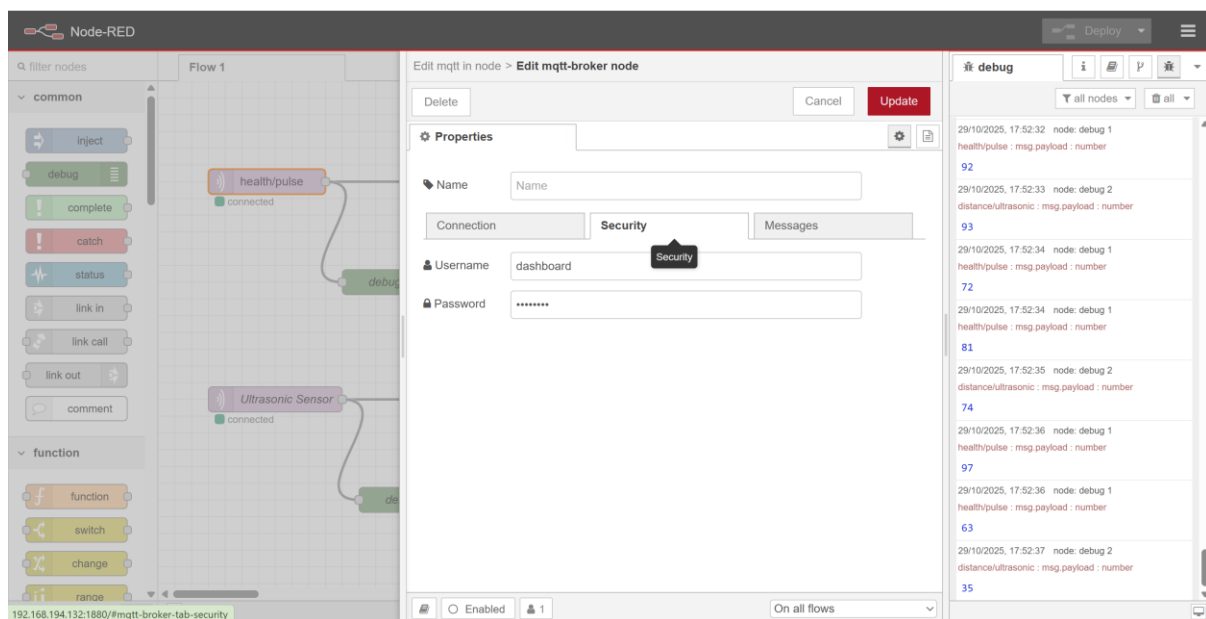 Node-RED
Deploy
filter nodes
common
inject
debug
complete
catch
status
link in
link call
link out
comment
function
function
switch
change
range
Flow 1
health/pulse
connected
debug
Ultrasonic Sensor
connected
de
Edit mqtt in node > Edit mqtt-broker node
Delete
Cancel
Update
Properties
Name
Name
Connection
Security
Messages
Security
Username
dashboard
Password
••••••••
Enabled
1
On all flows
debug
i
all nodes
all
29/10/2025, 17:52:32 node: debug 1
health/pulse : msg.payload : number
92
29/10/2025, 17:52:33 node: debug 2
distance/ultrasonic : msg.payload : number
93
29/10/2025, 17:52:34 node: debug 1
health/pulse : msg.payload : number
72
29/10/2025, 17:52:34 node: debug 1
health/pulse : msg.payload : number
81
29/10/2025, 17:52:35 node: debug 2
distance/ultrasonic : msg.payload : number
74
29/10/2025, 17:52:36 node: debug 1
health/pulse : msg.payload : number
97
29/10/2025, 17:52:36 node: debug 1
health/pulse : msg.payload : number
63
29/10/2025, 17:52:37 node: debug 2
distance/ultrasonic : msg.payload : number
35
192.168.194.132:1880/#mqtt-broker-tab-security